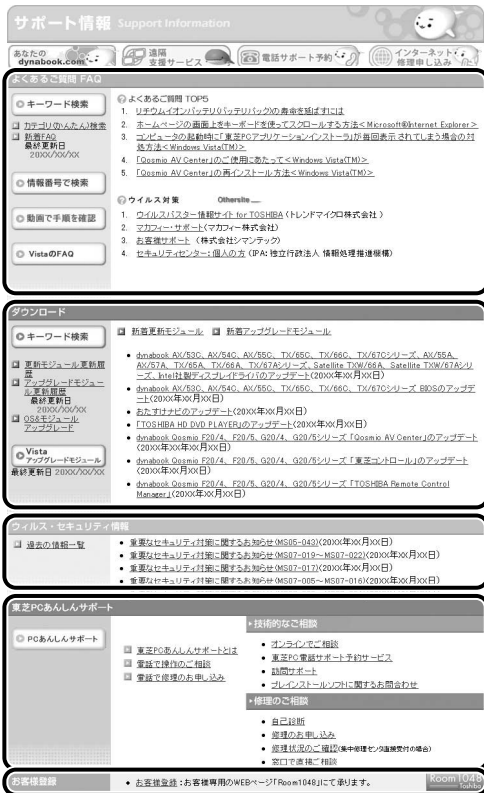 サポート情報 Support Information
あなたの
dynabook.com
遠隔
支援サービス
電話サポート予約
インターネット
修理申し込み
よくあるご質問 FAQ
キーワード検索
カテゴリ(かんたん)検索
新着FAQ
最終更新日
20XX/XX/XX
情報番号で検索
動画で手順を確認
VistaのFAQ
よくあるご質問 TOP5
1. リチウムイオンバッテリ(バッテリパック)の寿命を延ばすには
2. ホームページの画面上をキーボードを使ってスクロールする方法<Microsoft®Internet Explorer>
3. コンピュータの起動時に「東芝PCアプリケーションインストーラ」が毎回表示されてしまう場合の対
処方法<Windows Vista(TM)>
4. 「Qosmio AV Center」のご使用にあたって<Windows Vista(TM)>
5. 「Qosmio AV Center」の再インストール方法<Windows Vista(TM)>
ウイルス対策 Othersite
1. ウイルスバスター情報サイト for TOSHIBA (トレンドマイクロ株式会社)
2. マカフィー・サポート(マカフィー株式会社)
3. お客様サポート (株式会社シマンテック)
4. セキュリティセンター：個人の方 (IPA: 独立行政法人 情報処理推進機構)
ダウンロード
キーワード検索
更新モジュール更新履
歴
アップグレードモジュー
ル更新履歴
最終更新日
20XX/XX/XX
OS&モジュール
アップグレード
Vista
アップグレードモジュール
最終更新日 20XX/XX/XX
新着更新モジュール 新着アップグレードモジュール
• dynabook AX/53C、AX/54C、AX/55C、TX/65C、TX/66C、TX/67Cシリーズ、AX/55A、
AX/57A、TX/65A、TX/66A、TX/67Aシリーズ、Satellite TXW/66A、Satellite TXW/67Aシリ
ーズ、Intel社製ディスプレイドライバのアップデート(20XX年XX月XX日)
• dynabook AX/53C、AX/54C、AX/55C、TX/65C、TX/66C、TX/67Cシリーズ BIOSのアップデ
ート(20XX年XX月XX日)
• おたすけナビのアップデート(20XX年XX月XX日)
• 「TOSHIBA HD DVD PLAYER」のアップデート(20XX年XX月XX日)
• dynabook Qosmio F20/4、F20/5、G20/4、G20/5シリーズ 「Qosmio AV Center」のアップデート
(20XX年XX月XX日)
• dynabook Qosmio F20/4、F20/5、G20/4、G20/5シリーズ 「東芝コントロール」のアップデート
(20XX年XX月XX日)
• dynabook Qosmio F20/4、F20/5、G20/4、G20/5シリーズ 「TOSHIBA Remote Control
Manager」(20XX年XX月XX日)
ウィルス・セキュリティ情報
過去の情報一覧
• 重要なセキュリティ対策に関するお知らせ(MS05-043)(20XX年XX月XX日)
• 重要なセキュリティ対策に関するお知らせ(MS07-019～MS07-022)(20XX年XX月XX日)
• 重要なセキュリティ対策に関するお知らせ(MS07-017)(20XX年XX月XX日)
• 重要なセキュリティ対策に関するお知らせ(MS07-005～MS07-016)(20XX年XX月XX日)
東芝PCあんしんサポート
PCあんしんサポート
東芝PCあんしんサポートとは
電話で操作のご相談
電話で修理のお申し込み
技術的なご相談
• オンラインでご相談
• 東芝PC電話サポート予約サービス
• 訪問サポート
• プレインストールソフトに関するお問合わせ
修理のご相談
• 自己診断
• 修理のお申し込み
• 修理状況のご確認(集中修理センタ直接受付の場合)
• 窓口で直接ご相談
お客様登録
• お客様登録：お客様専用のWEBページ「Room1048」にて承ります。
Room1048
Toshiba